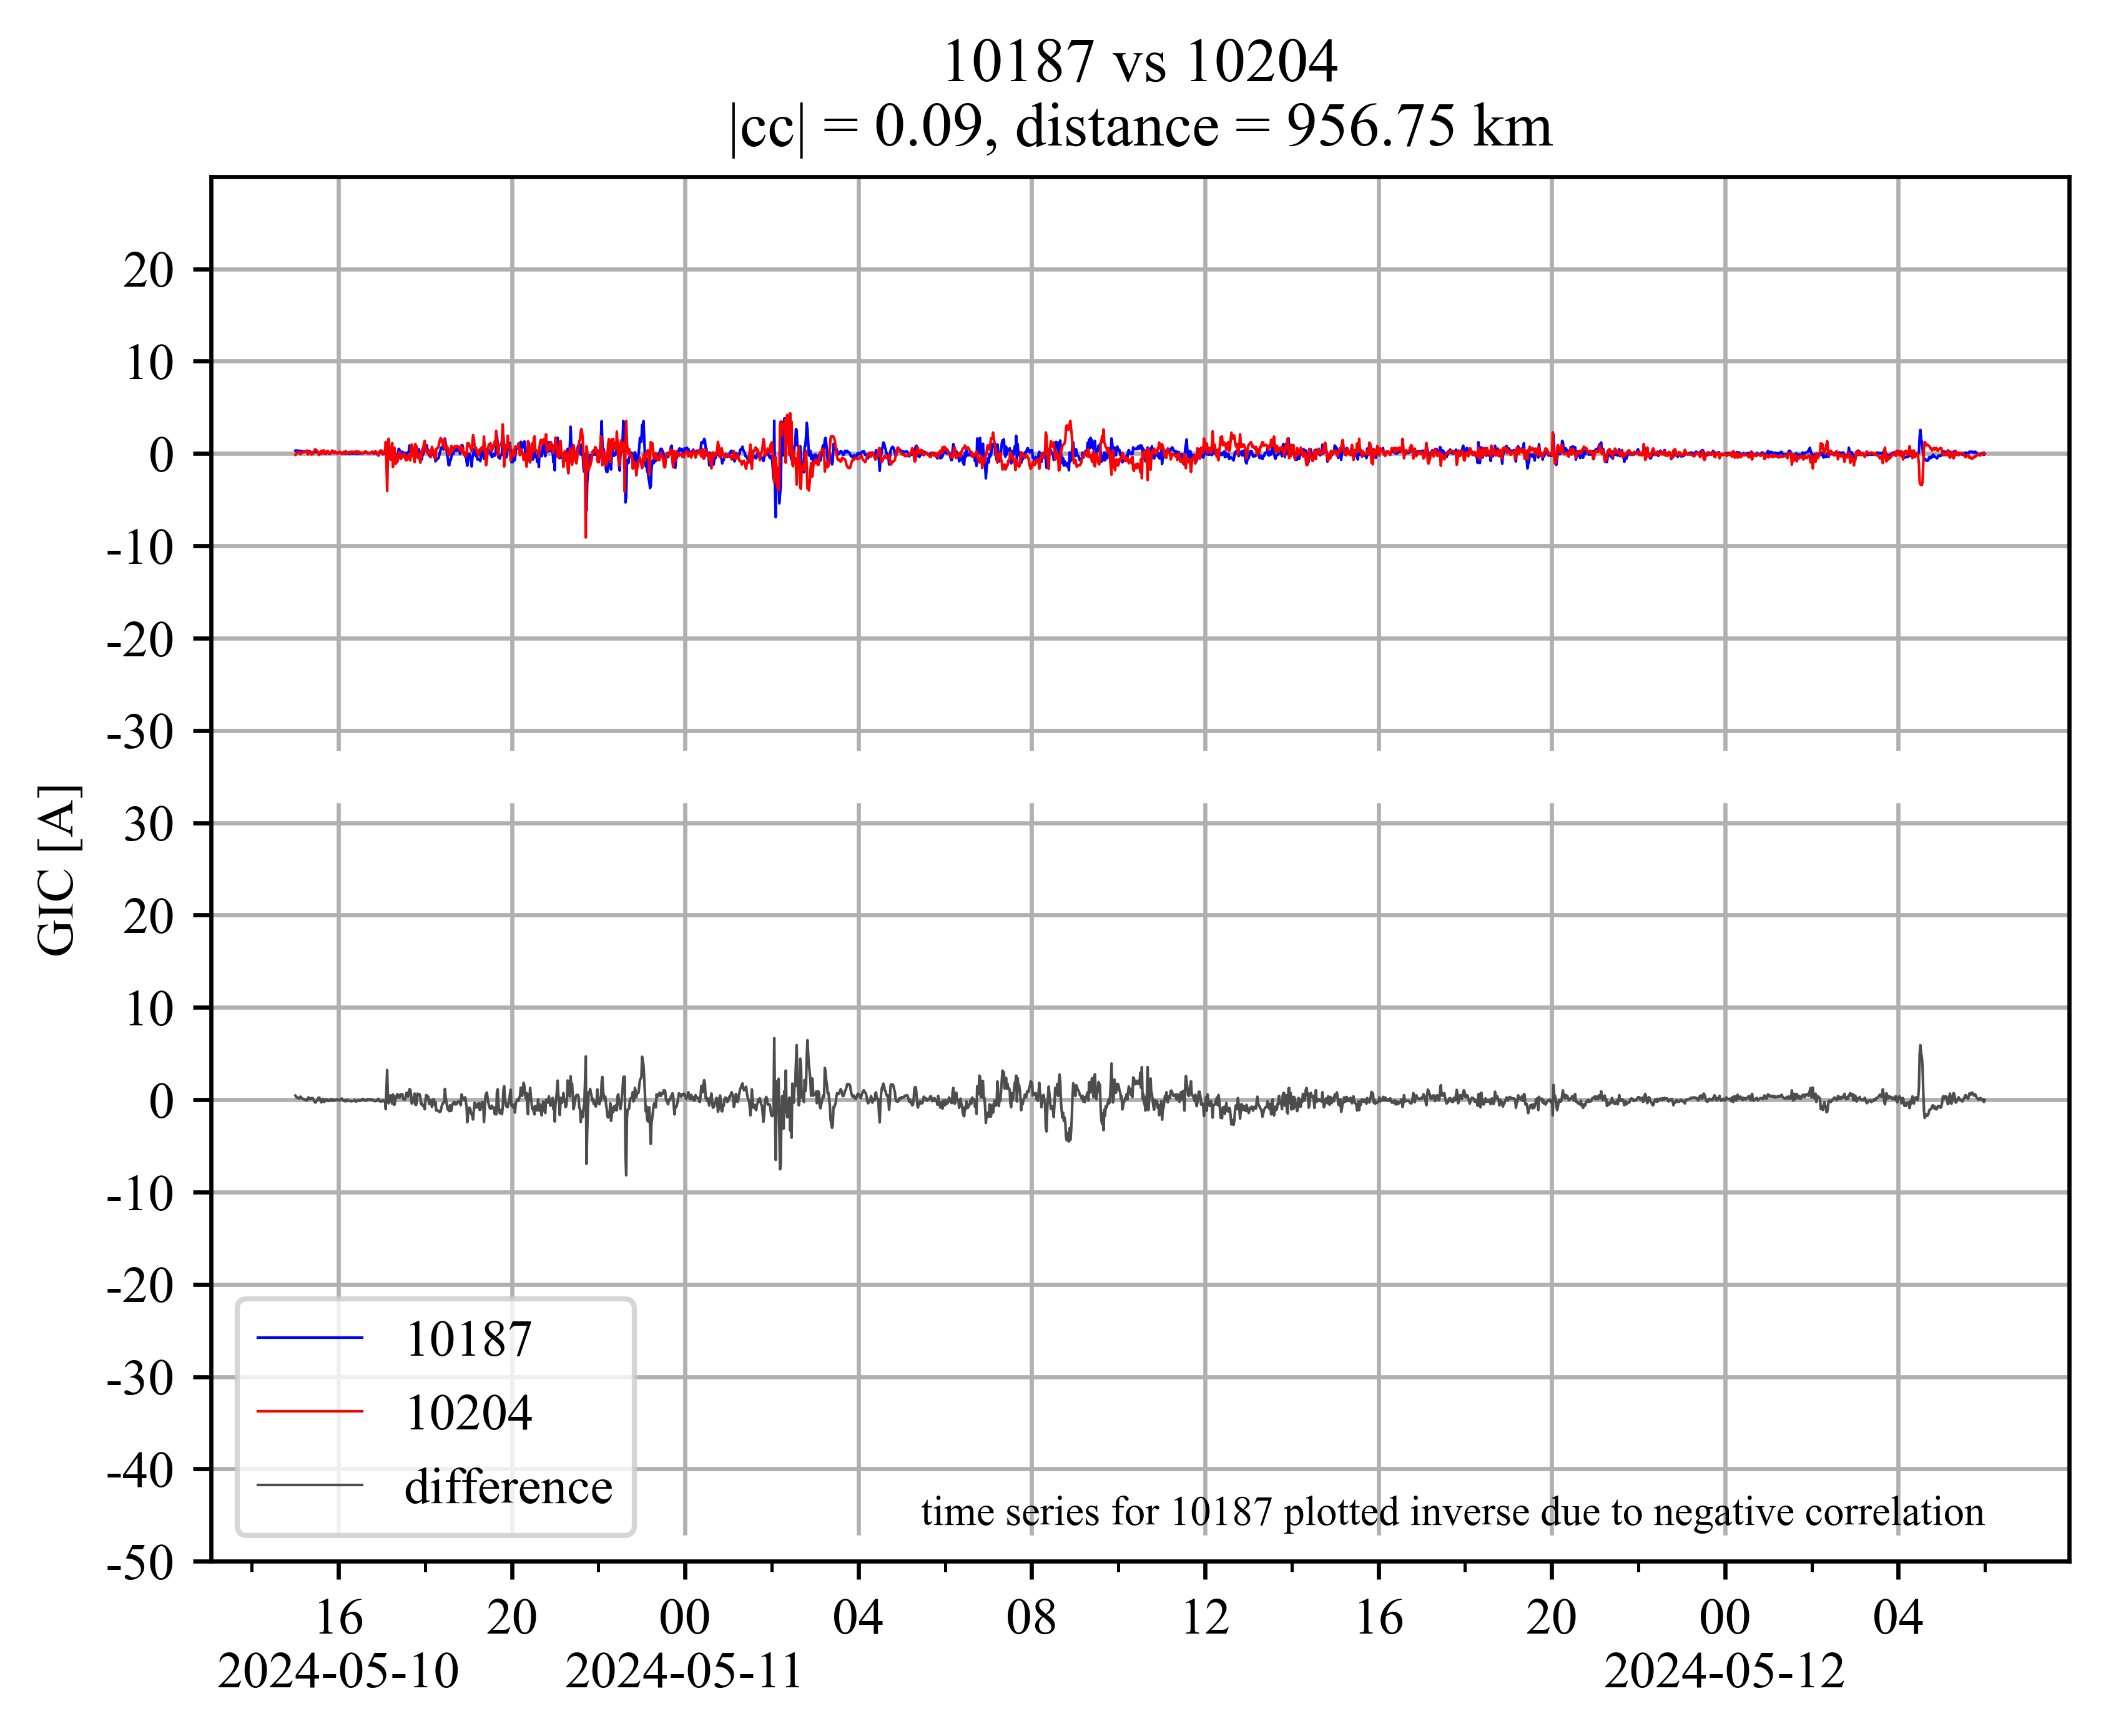 10187 vs 10204
|cc| = 0.09, distance = 956.75 km
GIC [A]
20
10
0
-10
-20
-30
30
20
10
0
-10
-20
-30
-40
-50
10187
10204
difference
time series for 10187 plotted inverse due to negative correlation
16 20 00 04 08 12 16 20 00 04
2024-05-10 2024-05-11 2024-05-12